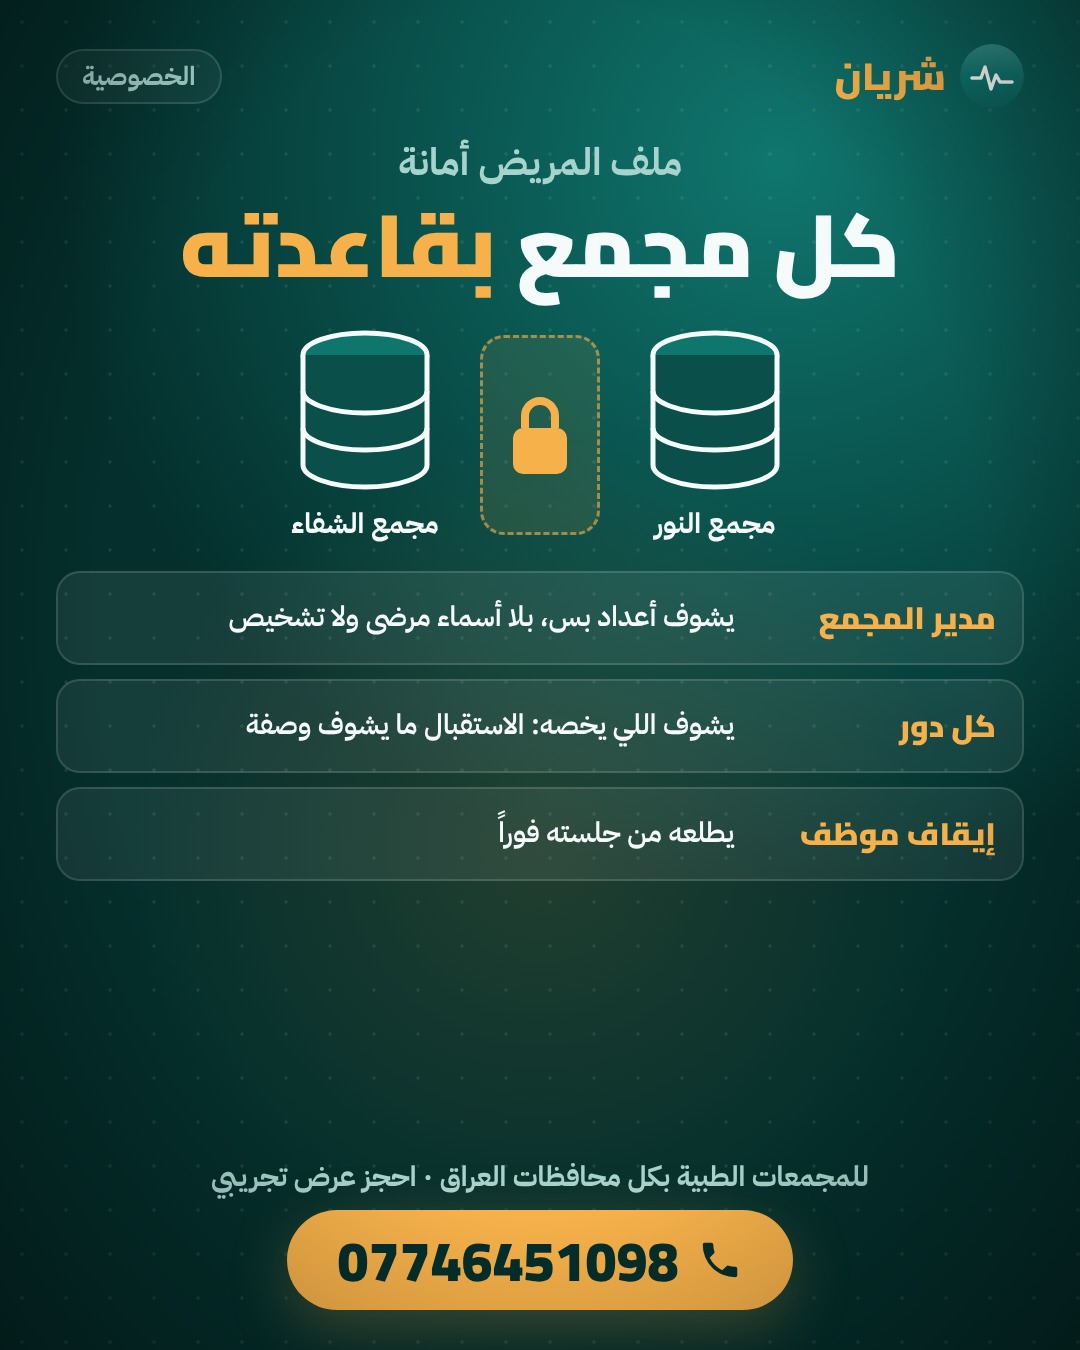 شريان
الخصوصية
ملف المريض أمانة
كل مجمع بقاعدته
مجمع النور
مجمع الشفاء
مدير المجمع
يشوف أعداد بس، بلا أسماء مرضى ولا تشخيص
كل دور
يشوف اللي يخصه: الاستقبال ما يشوف وصفة
إيقاف موظف
يطلعه من جلسته فوراً
للمجمعات الطبية بكل محافظات العراق · احجز عرض تجريبي
07746451098